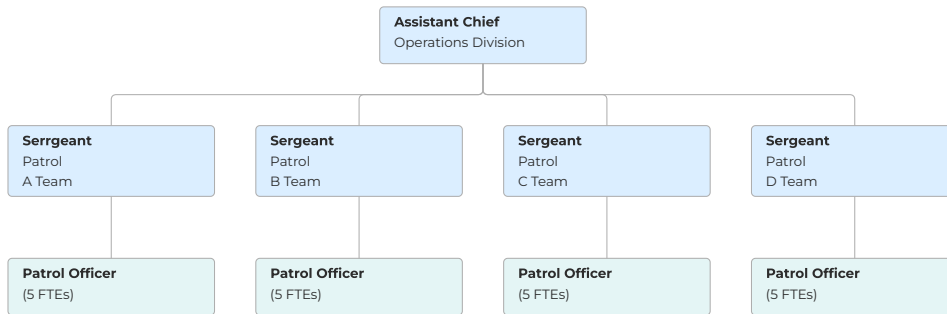 Assistant Chief
Operations Division
Serrgeant
Patrol
A Team
Sergeant
Patrol
B Team
Sergeant
Patrol
C Team
Sergeant
Patrol
D Team
Patrol Officer
(5 FTEs)
Patrol Officer
(5 FTEs)
Patrol Officer
(5 FTEs)
Patrol Officer
(5 FTEs)